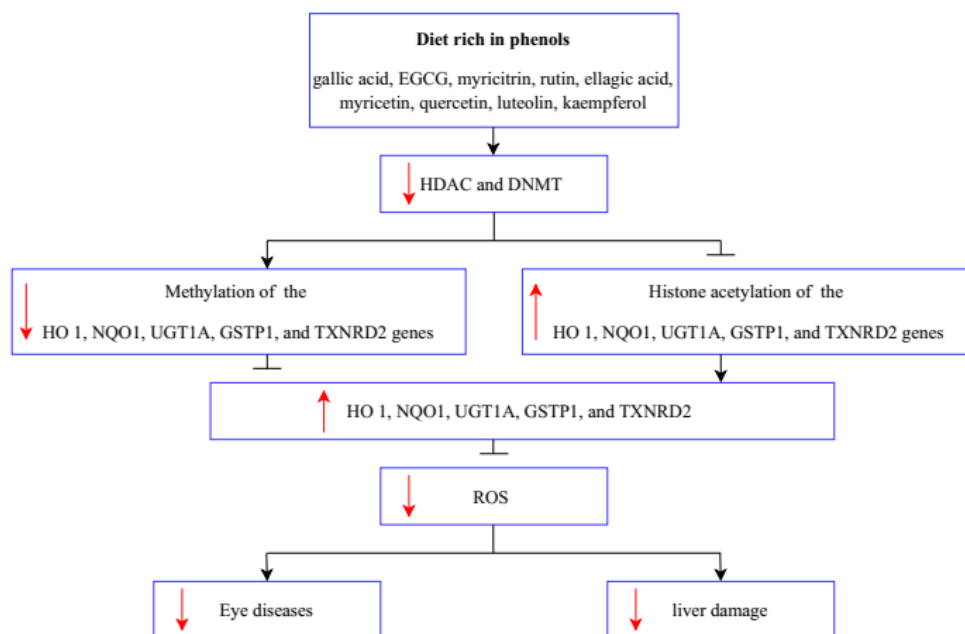 Diet rich in phenols
gallic acid, EGCG, myricitrin, rutin, ellagic acid,
myricetin, quercetin, luteolin, kaempferol
HDAC and DNMT
Methylation of the
HO 1, NQO1, UGT1A, GSTP1, and TXNRD2 genes
Histone acetylation of the
HO 1, NQO1, UGT1A, GSTP1, and TXNRD2 genes
HO 1, NQO1, UGT1A, GSTP1, and TXNRD2
ROS
Eye diseases
liver damage